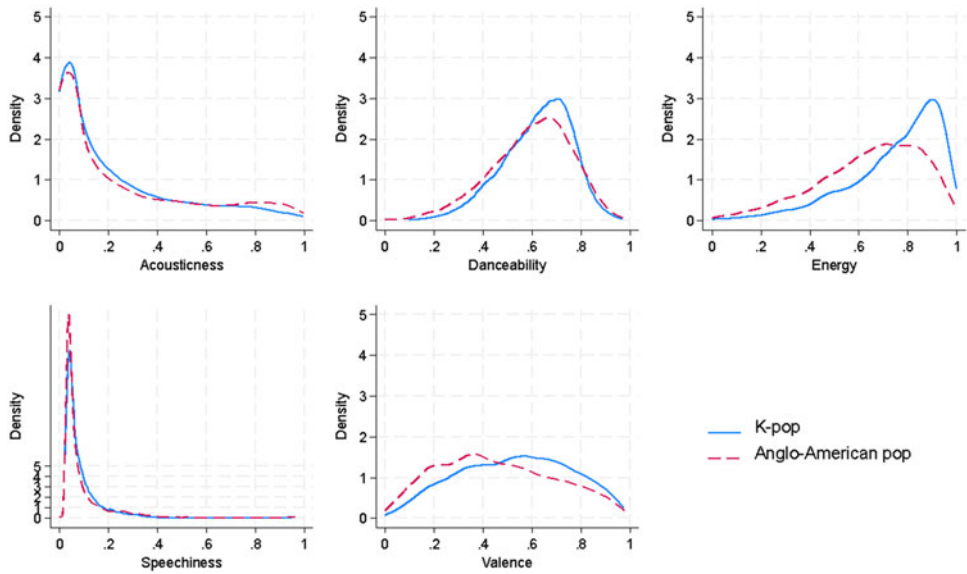 5
4
3
2
1
0
Density
0 .2 .4 .6 .8 1
Acousticness
5
4
3
2
1
0
Density
0 .2 .4 .6 .8 1
Danceability
5
4
3
2
1
0
Density
0 .2 .4 .6 .8 1
Energy
5
4
3
2
1
0
Density
0 .2 .4 .6 .8 1
Speechiness
5
4
3
2
1
0
Density
0 .2 .4 .6 .8 1
Valence
K-pop
Anglo-American pop